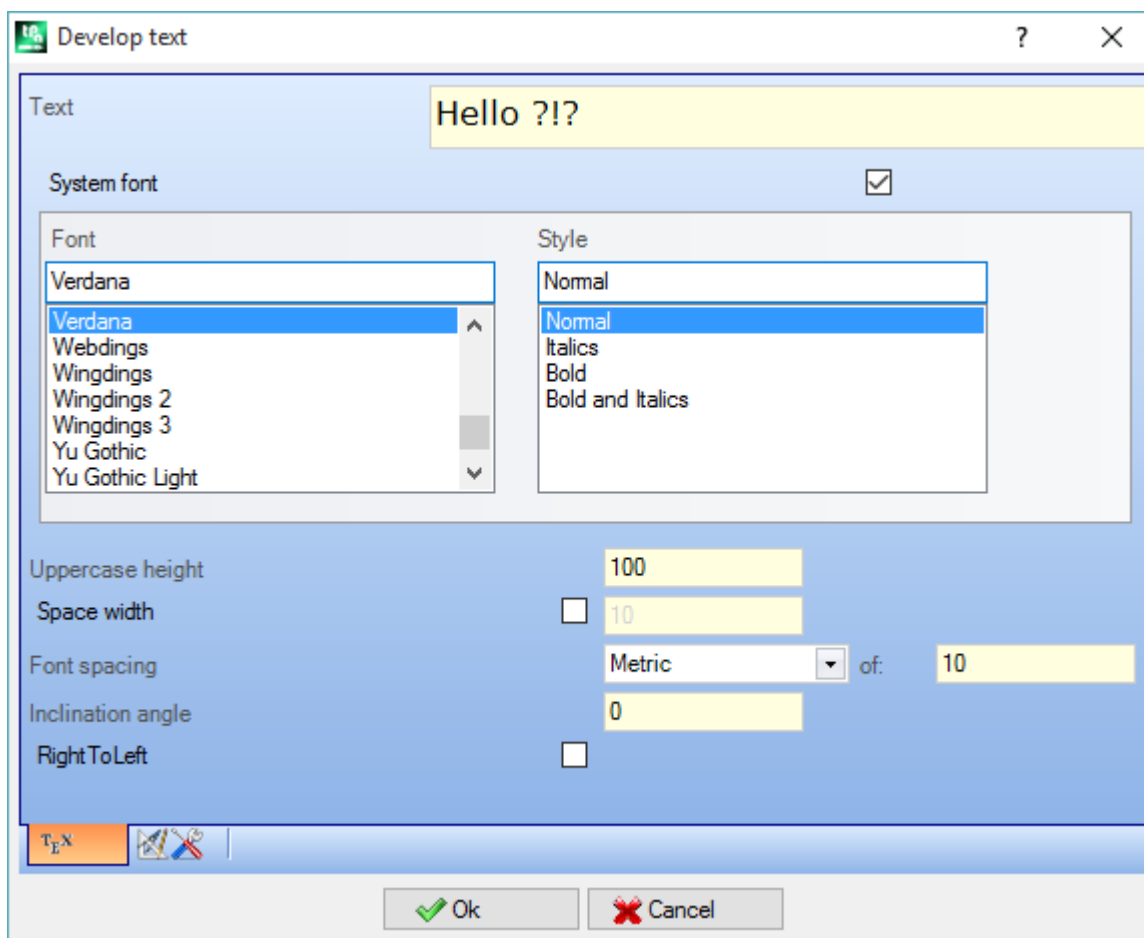 Develop text ?
Text Hello ?!?
System font
Font Style
Verdana Normal
Verdana Normal
Webdings Italics
Wingdings Bold
Wingdings 2 Bold and Italics
Wingdings 3
Yu Gothic
Yu Gothic Light
Uppercase height 100
Space width 10
Font spacing Metric of: 10
Inclination angle 0
RightToLeft
TEX
Ok Cancel